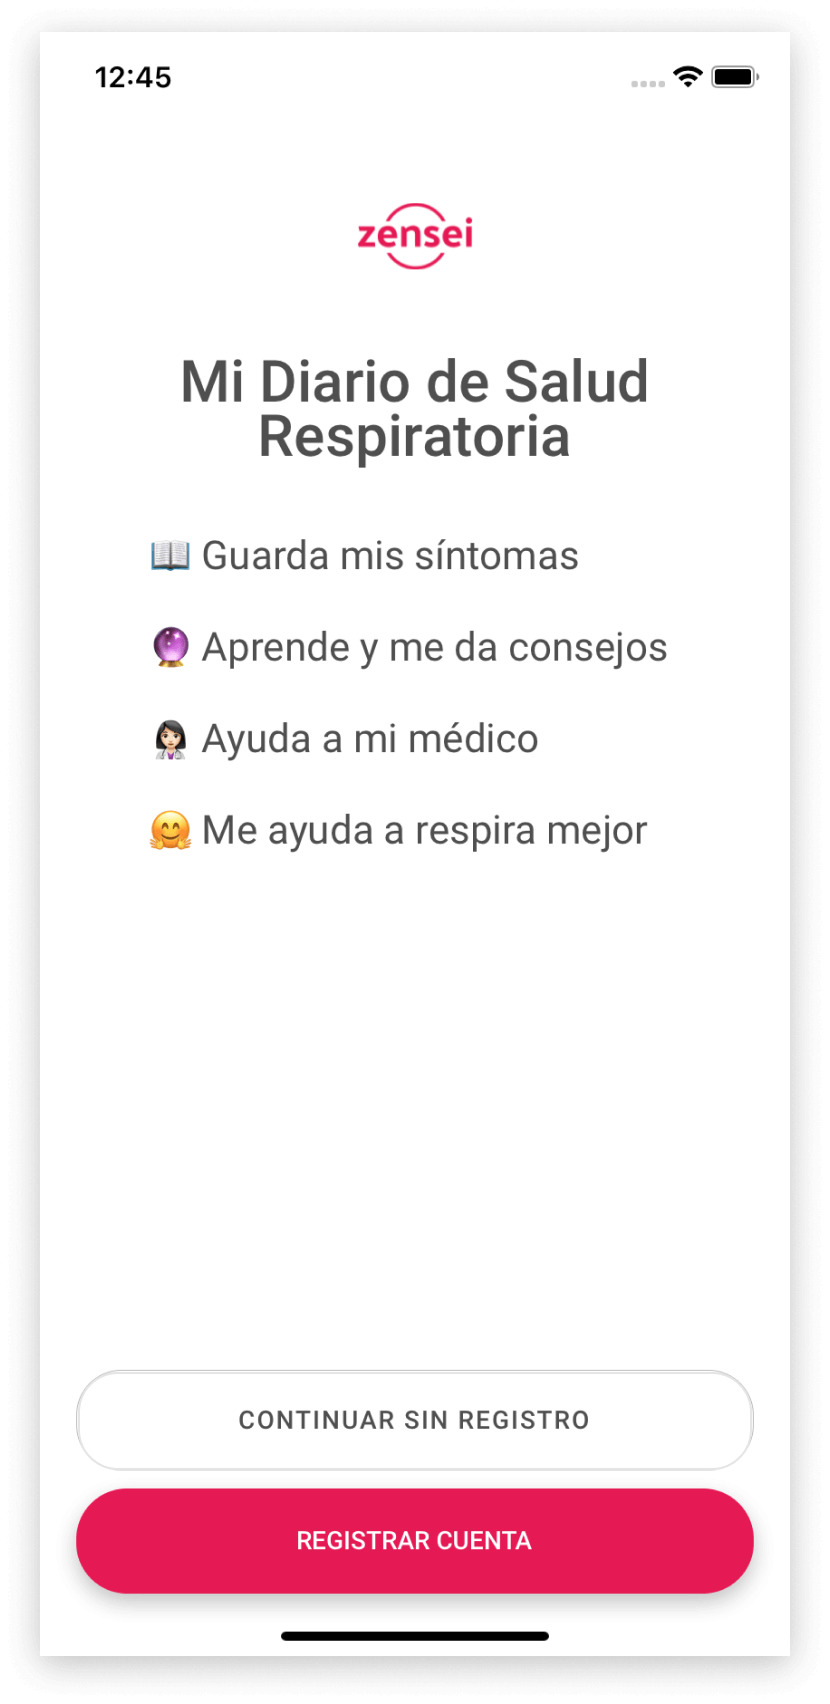 12:45
zensei
Mi Diario de Salud
Respiratoria
Guarda mis síntomas
Aprende y me da consejos
Ayuda a mi médico
Me ayuda a respira mejor
CONTINUAR SIN REGISTRO
REGISTRAR CUENTA